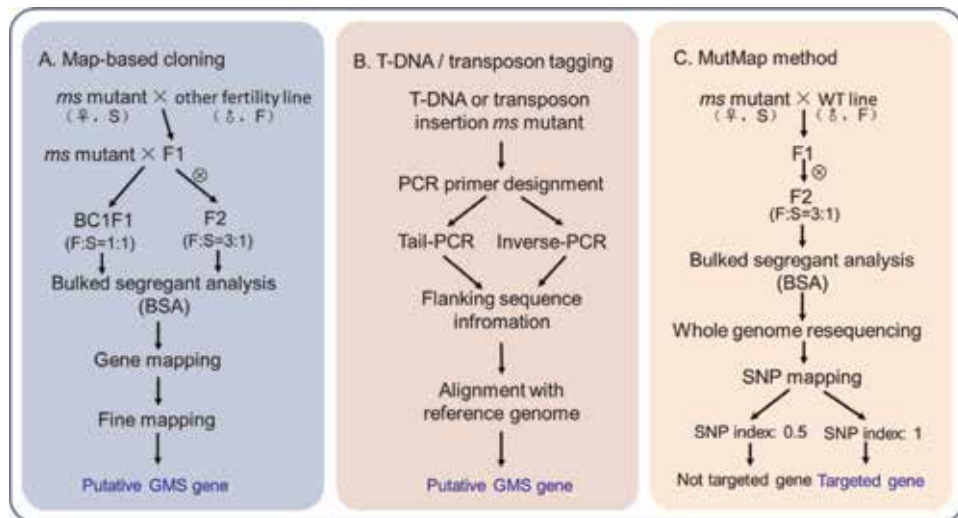 A. Map-based cloning
ms mutant × other fertility line
(♀, S) (♂, F)
ms mutant × F1
⊗
BC1F1 F2
(F:S=1:1) (F:S=3:1)
Bulked segregant analysis
(BSA)
Gene mapping
Fine mapping
Putative GMS gene
B. T-DNA / transposon tagging
T-DNA or transposon
insertion ms mutant
PCR primer designment
Tail-PCR Inverse-PCR
Flanking sequence
infromation
Alignment with
reference genome
Putative GMS gene
C. MutMap method
ms mutant × WT line
(♀, S) (♂, F)
F1
⊗
F2
(F:S=3:1)
Bulked segregant analysis
(BSA)
Whole genome resequencing
SNP mapping
SNP index: 0.5 SNP index: 1
Not targeted gene Targeted gene